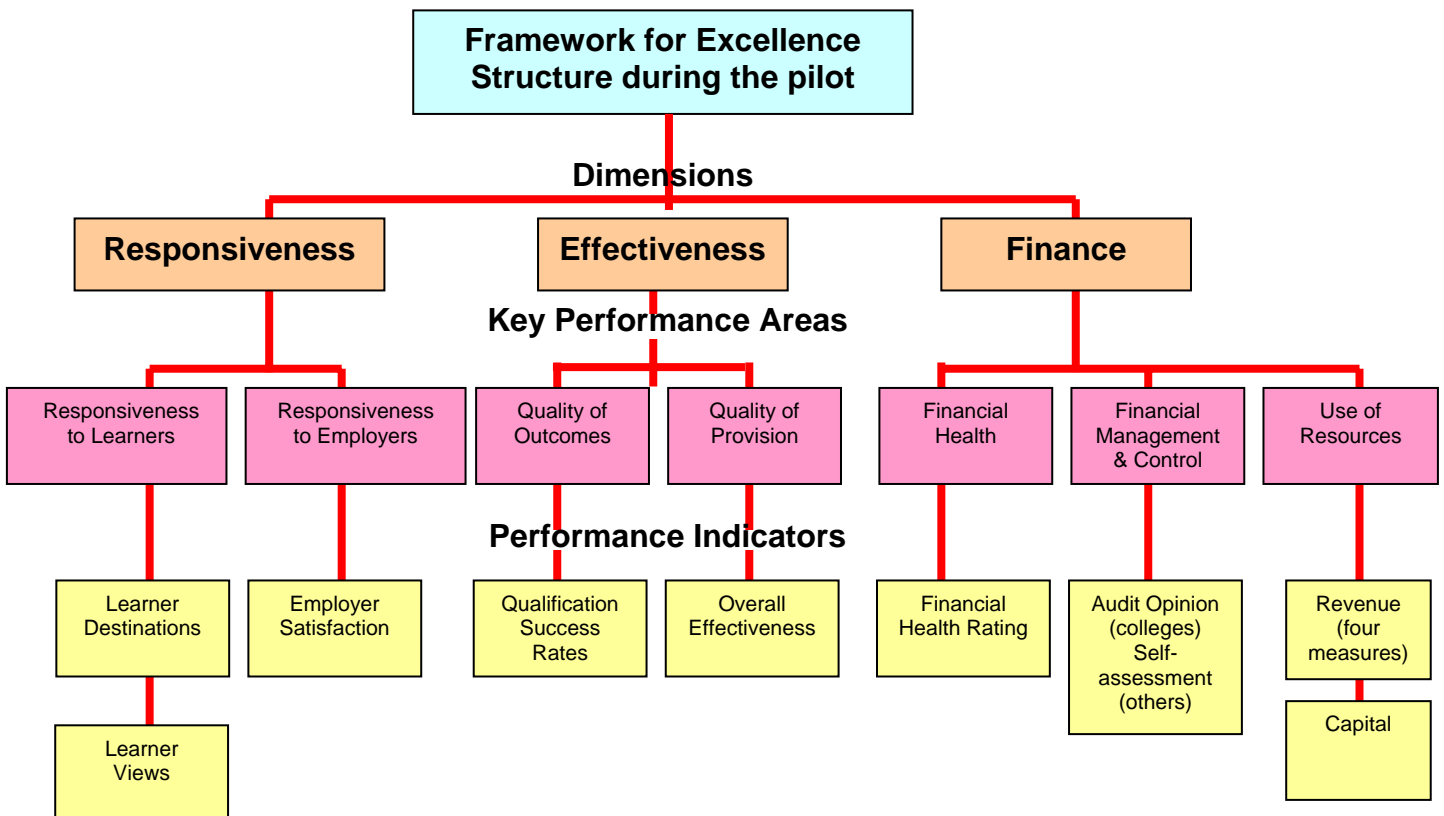 Framework for Excellence
Structure during the pilot
Dimensions
Responsiveness
Effectiveness
Finance
Key Performance Areas
Responsiveness
to Learners
Responsiveness
to Employers
Quality of
Outcomes
Quality of
Provision
Financial
Health
Financial
Management
& Control
Use of
Resources
Performance Indicators
Learner
Destinations
Employer
Satisfaction
Qualification
Success
Rates
Overall
Effectiveness
Financial
Health Rating
Audit Opinion
(colleges)
Self-
assessment
(others)
Revenue
(four
measures)
Learner
Views
Capital